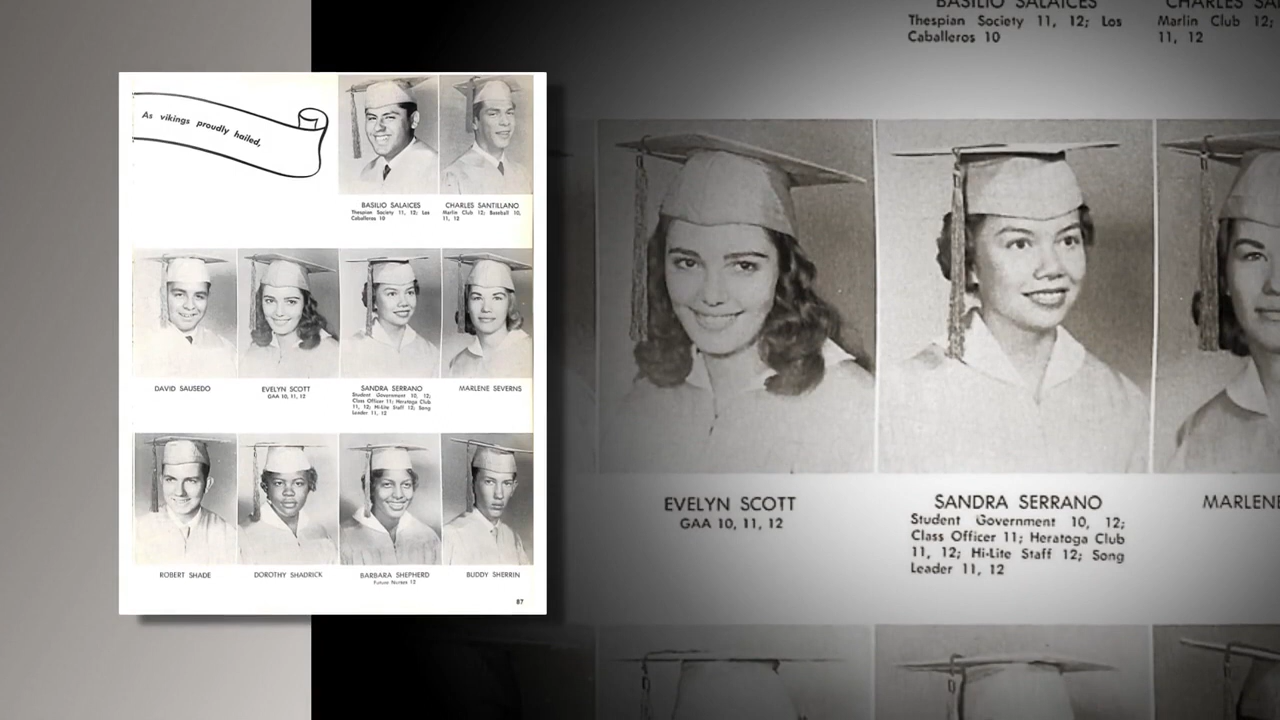 As vikings proudly hailed,
BASILIO SALAICES
Thespian Society 11, 12; Los
Caballeros 10
CHARLES SANTILLANO
Marlin Club 12; Baseball 10,
11, 12
DAVID SAUSEDO
EVELYN SCOTT
GAA 10, 11, 12
SANDRA SERRANO
Student Government 10, 12;
Class Officer 11; Heratoga Club
11, 12; Hi-Lite Staff 12; Song
Leader 11, 12
MARLENE SEVERNS
ROBERT SHADE
DOROTHY SHADRICK
BARBARA SHEPHERD
Future Nurses 12
BUDDY SHERRIN
87
BASILIO SALAICES
Thespian Society 11, 12; Los
Caballeros 10
CHARLES SA
Marlin Club 12;
11, 12
EVELYN SCOTT
GAA 10, 11, 12
SANDRA SERRANO
Student Government 10, 12;
Class Officer 11; Heratoga Club
11, 12; Hi-Lite Staff 12; Song
Leader 11, 12
MARLENE